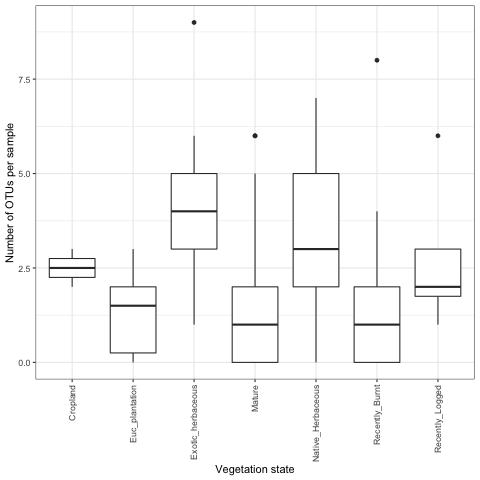 Number of OTUs per sample
7.5
5.0
2.5
0.0
Cropland
Euc_plantation
Exotic_herbaceous
Mature
Native_Herbaceous
Recently_Burnt
Recently_Logged
Vegetation state